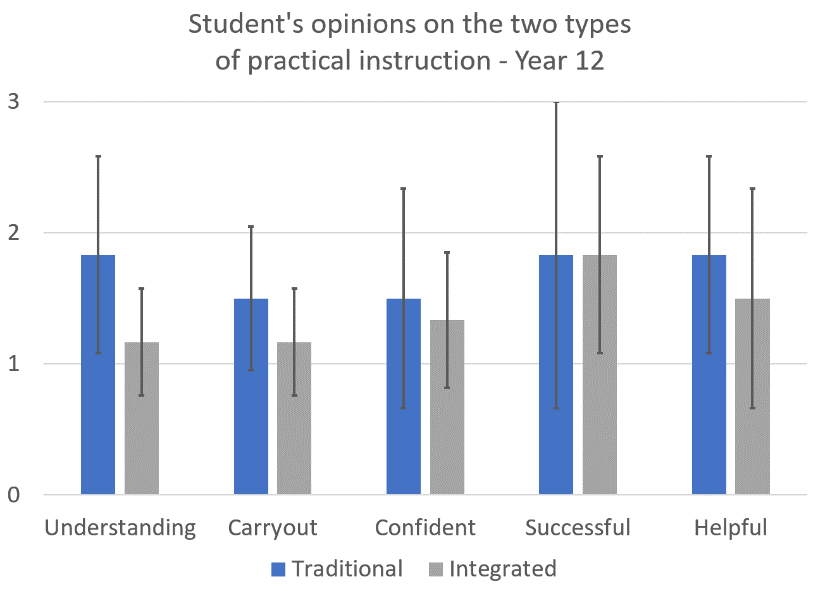 Student's opinions on the two types
of practical instruction - Year 12
3
2
1
0
Understanding Carryout Confident Successful Helpful
Traditional Integrated